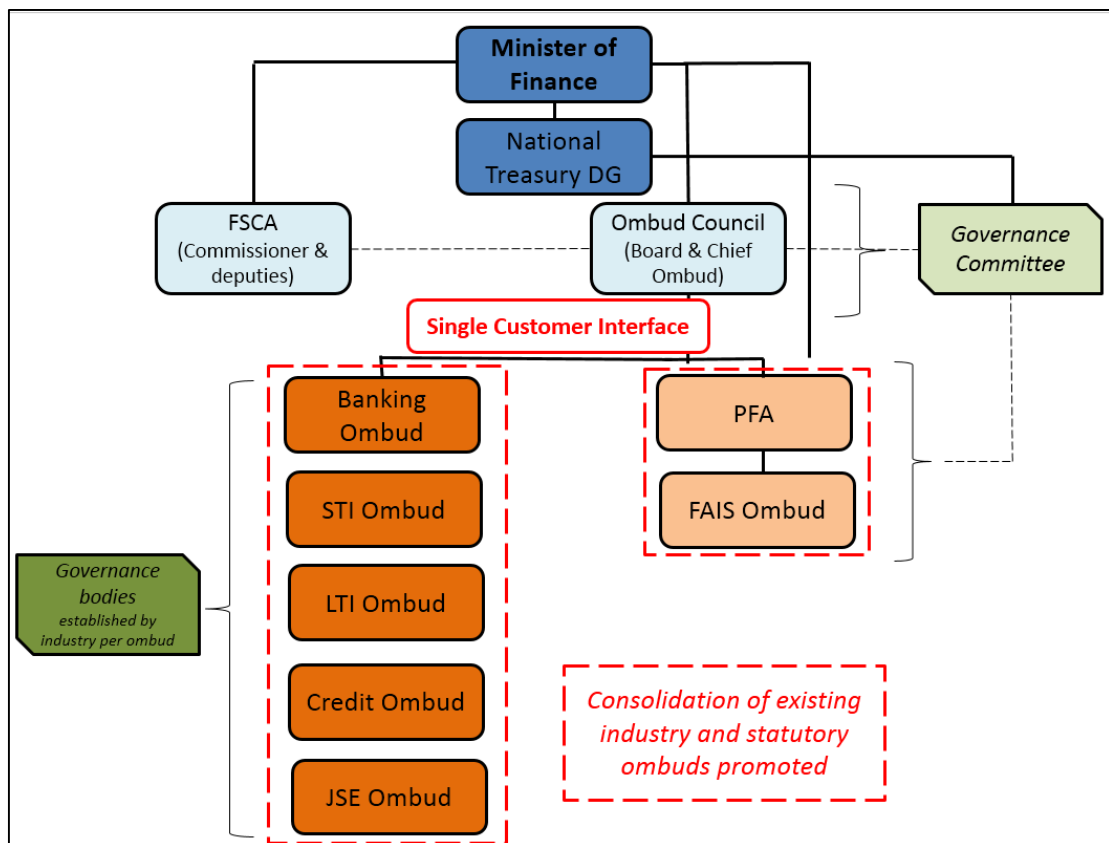 Minister of
Finance
National
Treasury DG
FSCA
(Commissioner &
deputies)
Ombud Council
(Board & Chief
Ombud)
Governance
Committee
Single Customer Interface
Banking
Ombud
STI Ombud
LTI Ombud
Credit Ombud
JSE Ombud
PFA
FAIS Ombud
Governance
bodies
established by
industry per ombud
Consolidation of existing
industry and statutory
ombuds promoted